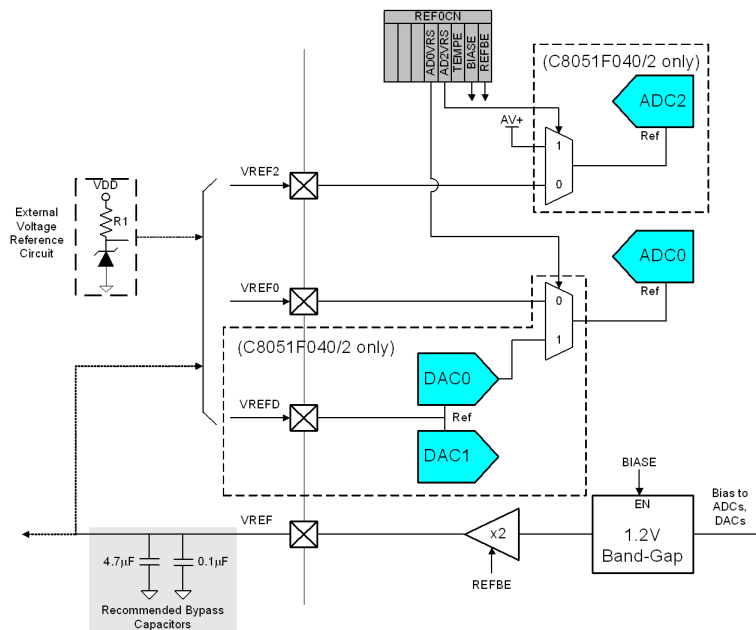 REF0CN
AD0VRS
AD2VRS
TEMPE
BIASE
REFBE
(C8051F040/2 only)
ADC2
AV+
Ref
1
0
VREF2
VDD
R1
External
Voltage
Reference
Circuit
ADC0
VREF0
0
Ref
1
(C8051F040/2 only)
DAC0
VREFD
Ref
DAC1
BIASE
Bias to
ADCs,
DACs
EN
VREF
x2
1.2V
Band-Gap
4.7µF
0.1µF
REFBE
Recommended Bypass
Capacitors